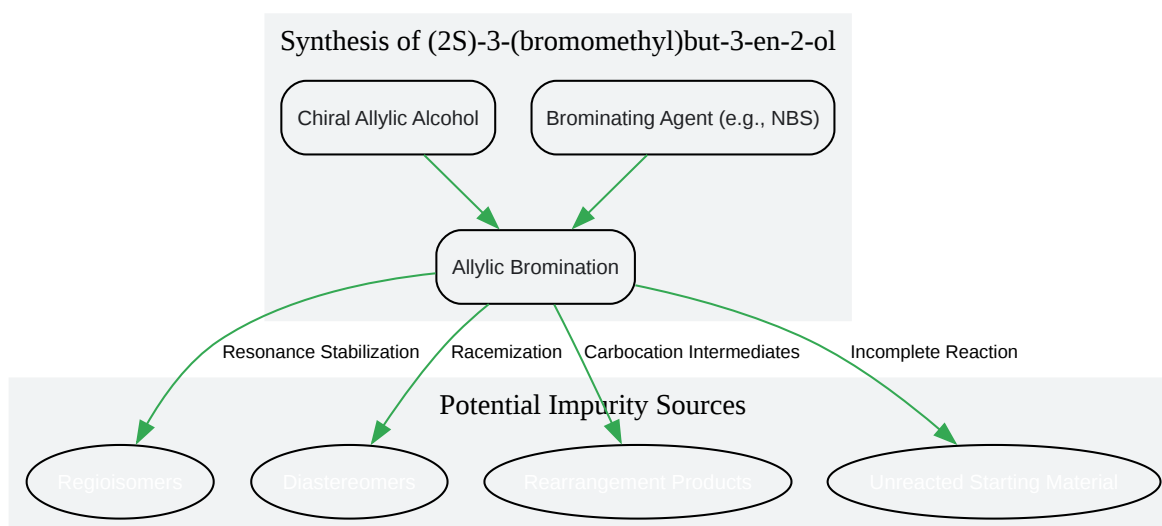 Synthesis of (2S)-3-(bromomethyl)but-3-en-2-ol
Chiral Allylic Alcohol
Brominating Agent (e.g., NBS)
Allylic Bromination
Resonance Stabilization
Racemization
Carbocation Intermediates
Incomplete Reaction
Potential Impurity Sources
Regioisomers
Diastereomers
Rearrangement Products
Unreacted Starting Material